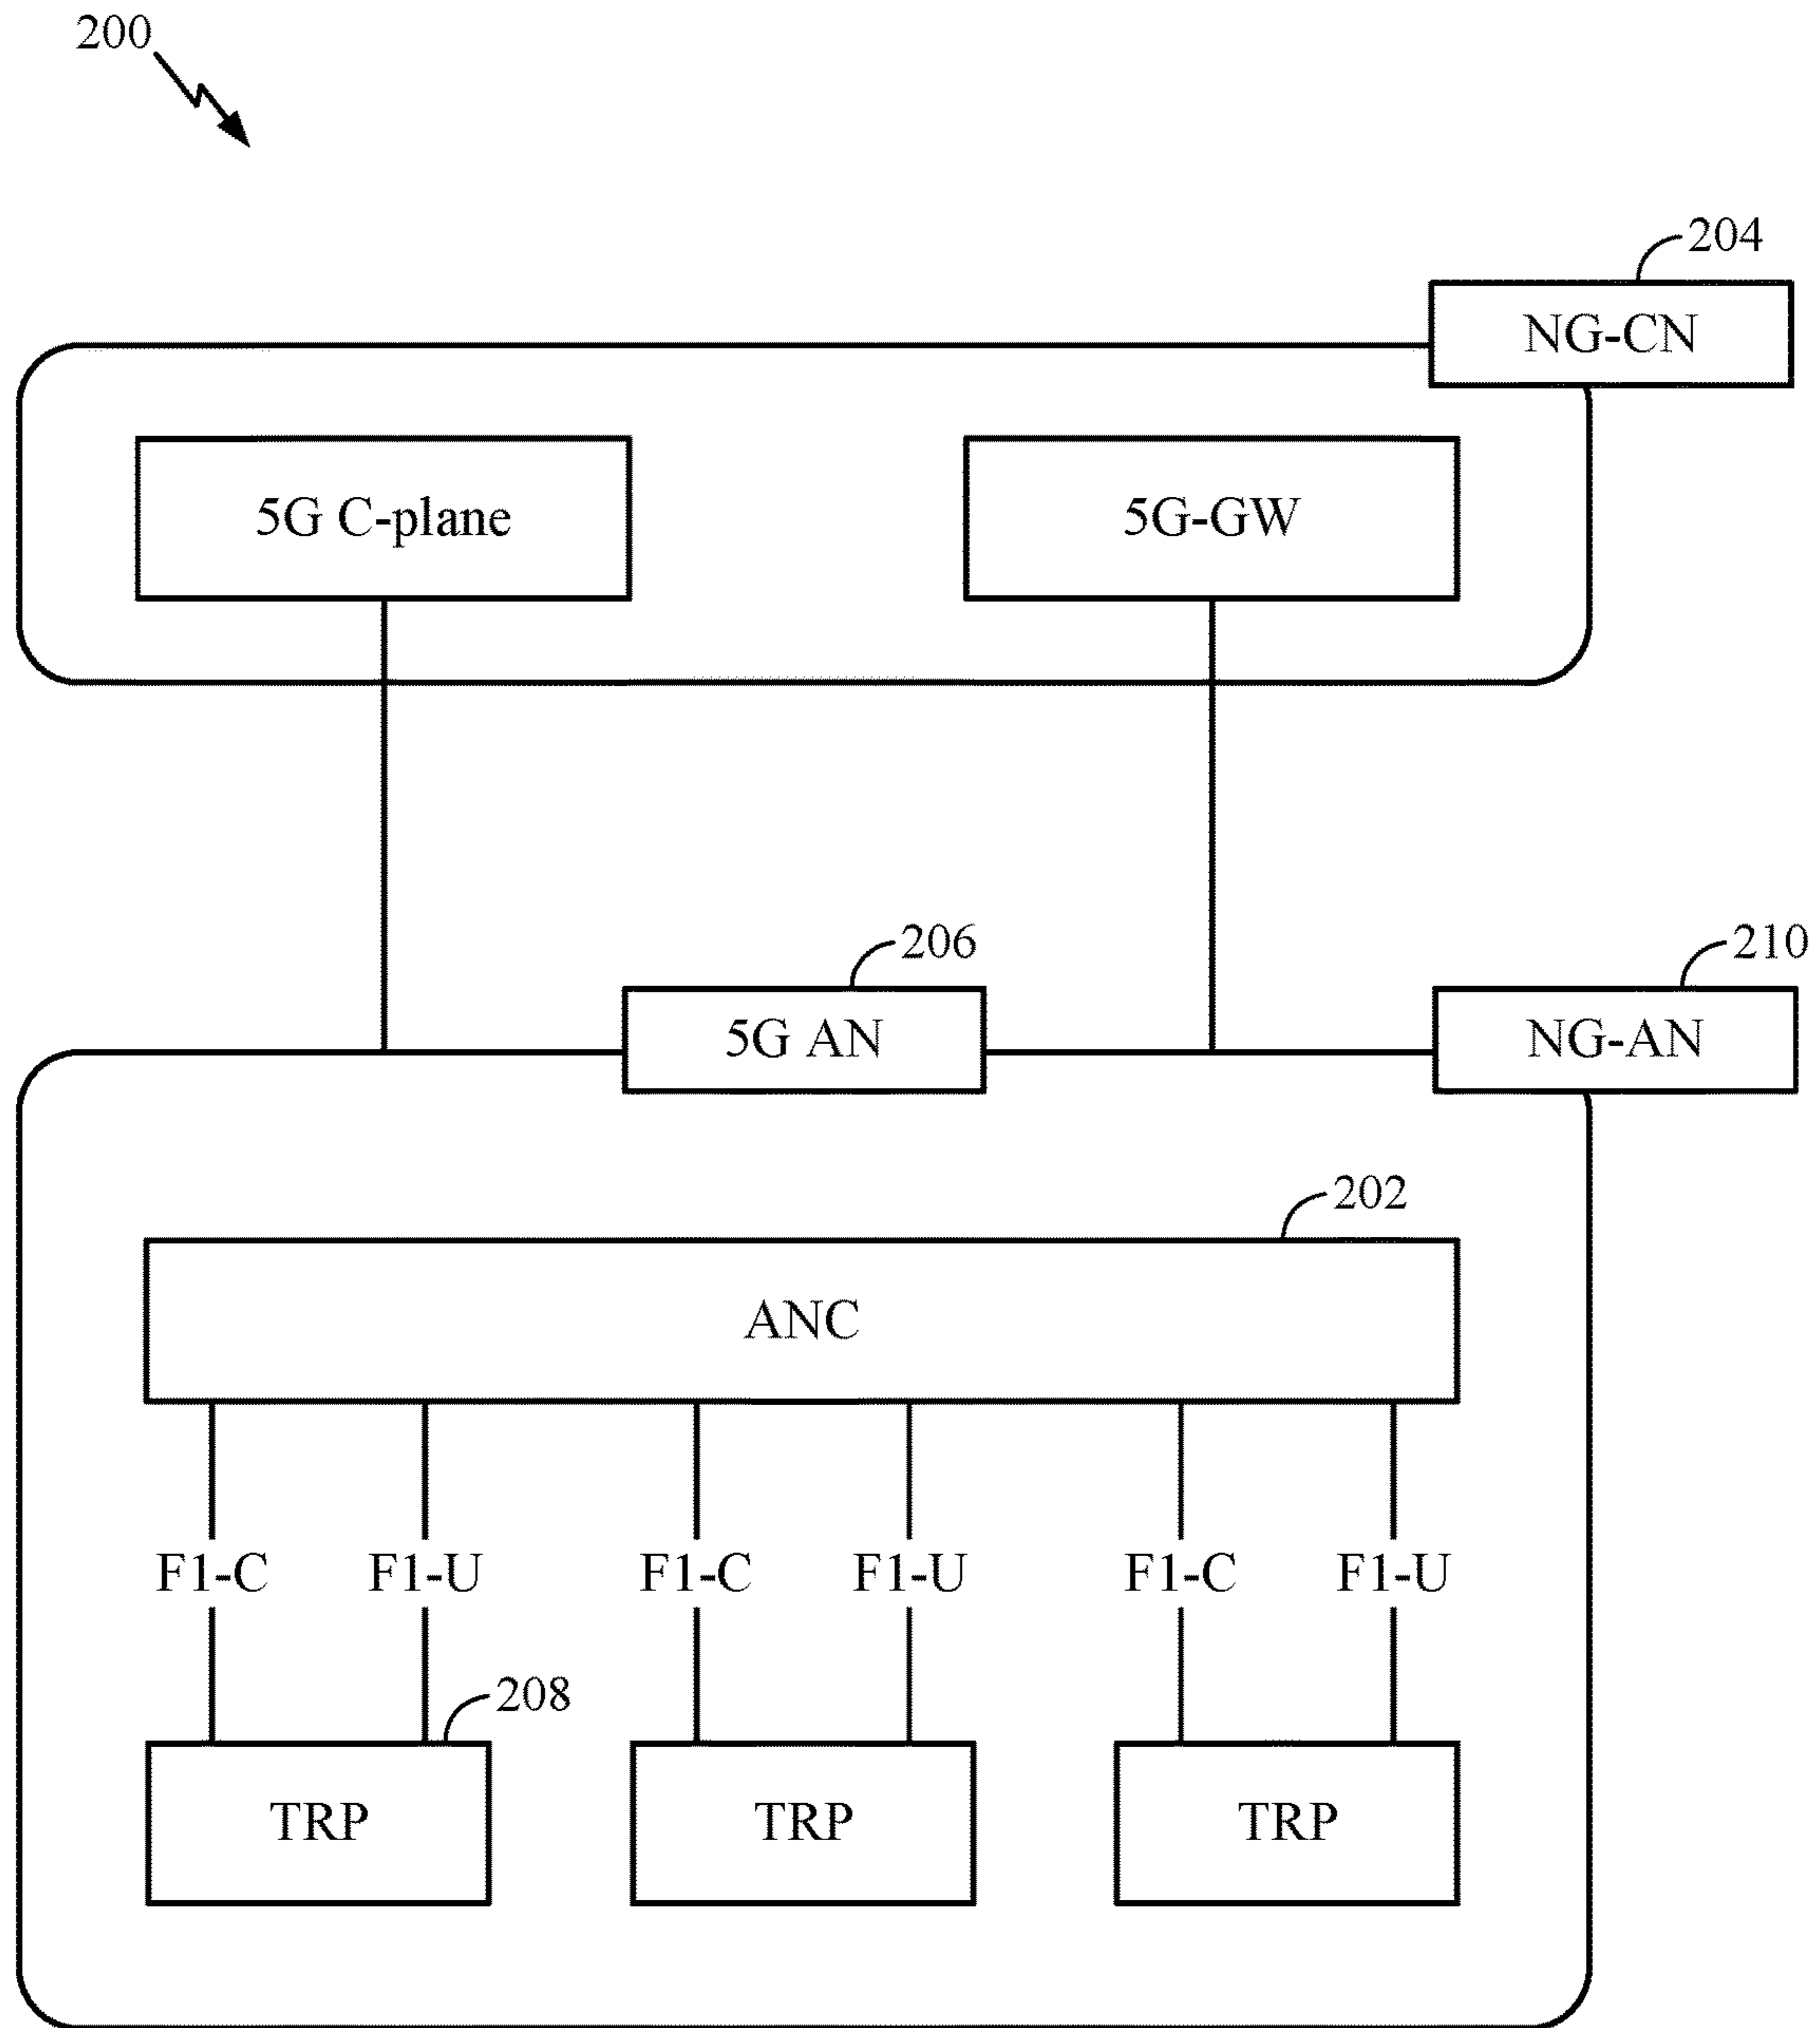 200
204
NG-CN
5G C-plane
5G-GW
206
210
5G AN
NG-AN
202
ANC
F1-C F1-U F1-C F1-U F1-C F1-U
208
TRP TRP TRP